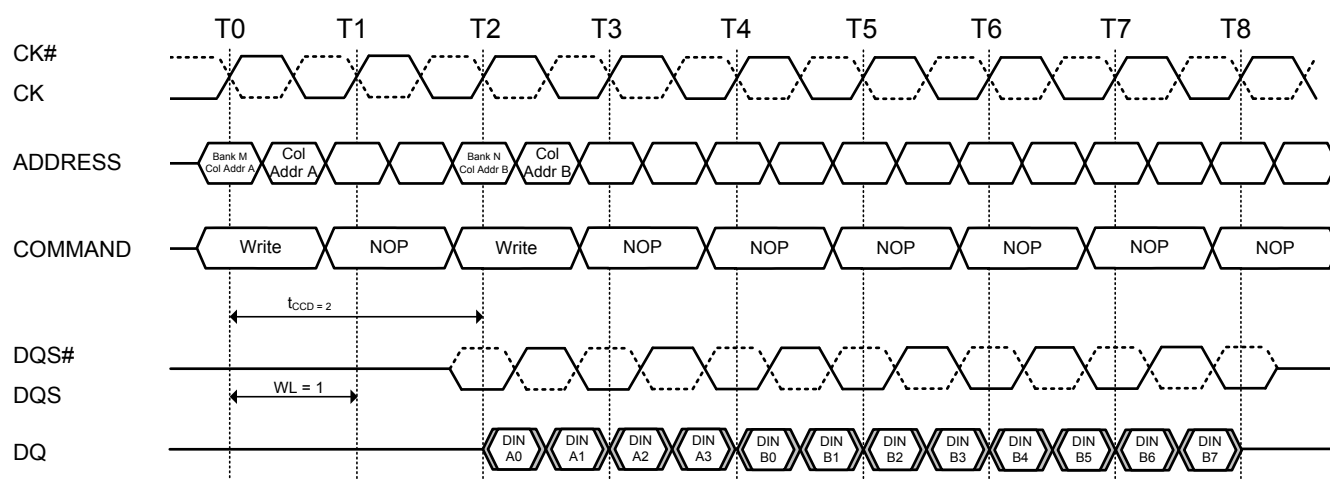 T0 T1 T2 T3 T4 T5 T6 T7 T8
CK#
CK
ADDRESS
Bank M
Col Addr A
Col
Addr A
Bank N
Col Addr B
Col
Addr B
COMMAND
Write NOP Write NOP NOP NOP NOP NOP NOP
tCCD = 2
DQS#
DQS
WL = 1
DQ
DIN
A0
DIN
A1
DIN
A2
DIN
A3
DIN
B0
DIN
B1
DIN
B2
DIN
B3
DIN
B4
DIN
B5
DIN
B6
DIN
B7